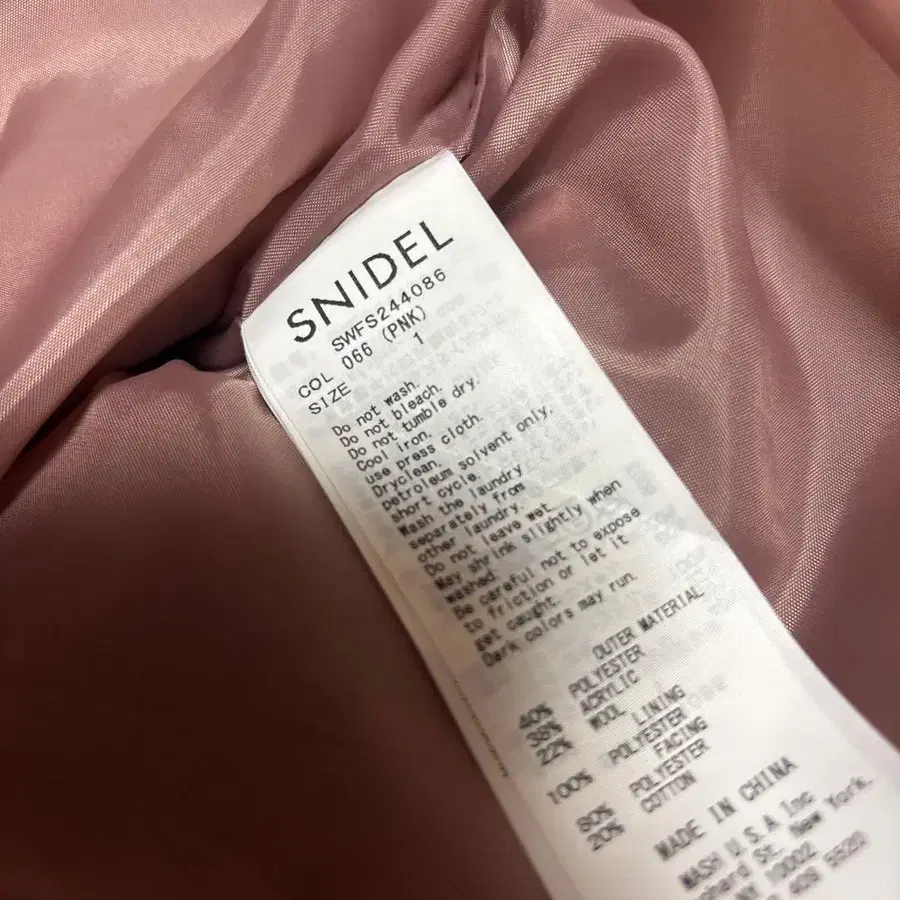 SNIDEL
SWFS244086
COL 066 (PNK)
SIZE 1
Do not wash.
Do not bleach.
Do not tumble dry.
Cool iron.
use press cloth.
Dryclean.
petroleum solvent only.
short cycle.
Wash the laundry
separately from
other laundry.
Do not leave wet.
May shrink slightly when
washed.
Be careful not to expose
to friction or let it
get caught.
Dark colors may run.
OUTER MATERIAL
40% POLYESTER
38% ACRYLIC
22% WOOL
LINING
100% POLYESTER
FACING
80% POLYESTER
20% COTTON
MADE IN CHINA
MASH U.S.A Inc
St. New York.
10002
5520